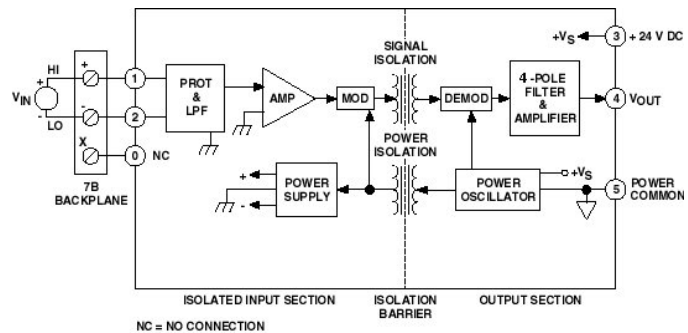 +VS
3
+ 24 V DC
SIGNAL
ISOLATION
HI
+
1
PROT
&
LPF
AMP
MOD
DEMOD
4-POLE
FILTER
&
AMPLIFIER
4
VOUT
VIN
+
-
LO
-
2
X
0
NC
7B
BACKPLANE
POWER
ISOLATION
+
-
POWER
SUPPLY
POWER
OSCILLATOR
+VS
5
POWER
COMMON
ISOLATED INPUT SECTION
ISOLATION
BARRIER
OUTPUT SECTION
NC = NO CONNECTION